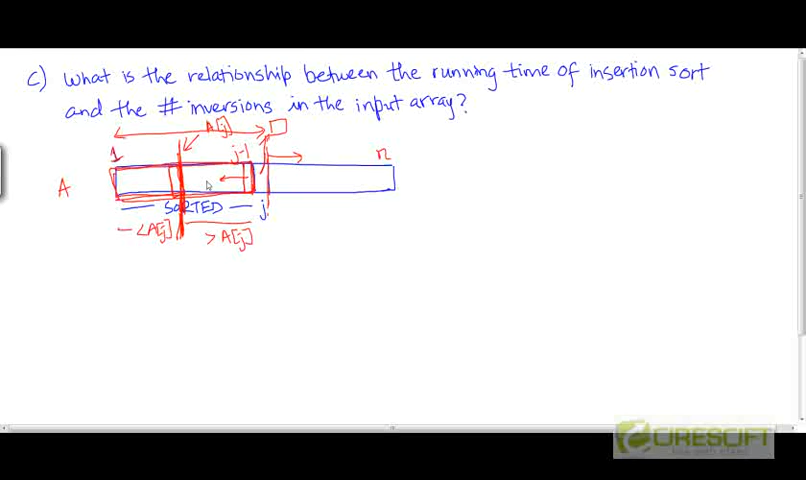 c) What is the relationship between the running time of insertion sort
and the # inversions in the input array?
A[j]
1 j-1 n
A
SORTED j
- <A[j] >A[j]
CIRESOFT